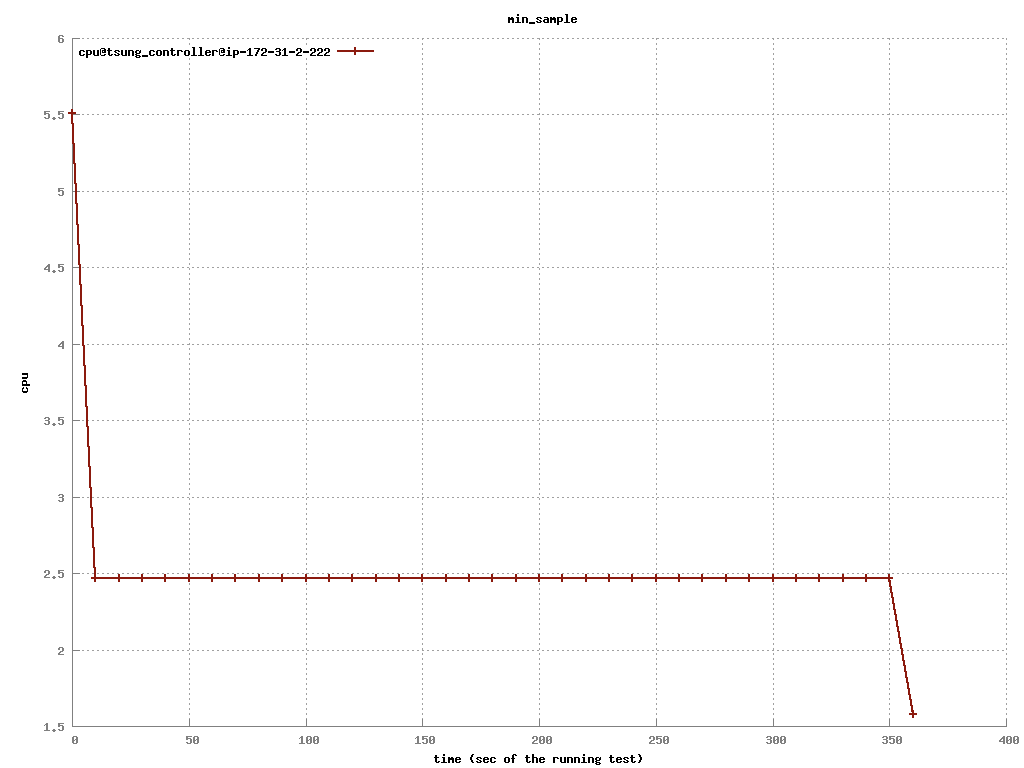 min_sample
cpu@tsung_controller@ip-172-31-2-222
6
5.5
5
4.5
4
3.5
3
2.5
2
1.5
cpu
0 50 100 150 200 250 300 350 400
time (sec of the running test)